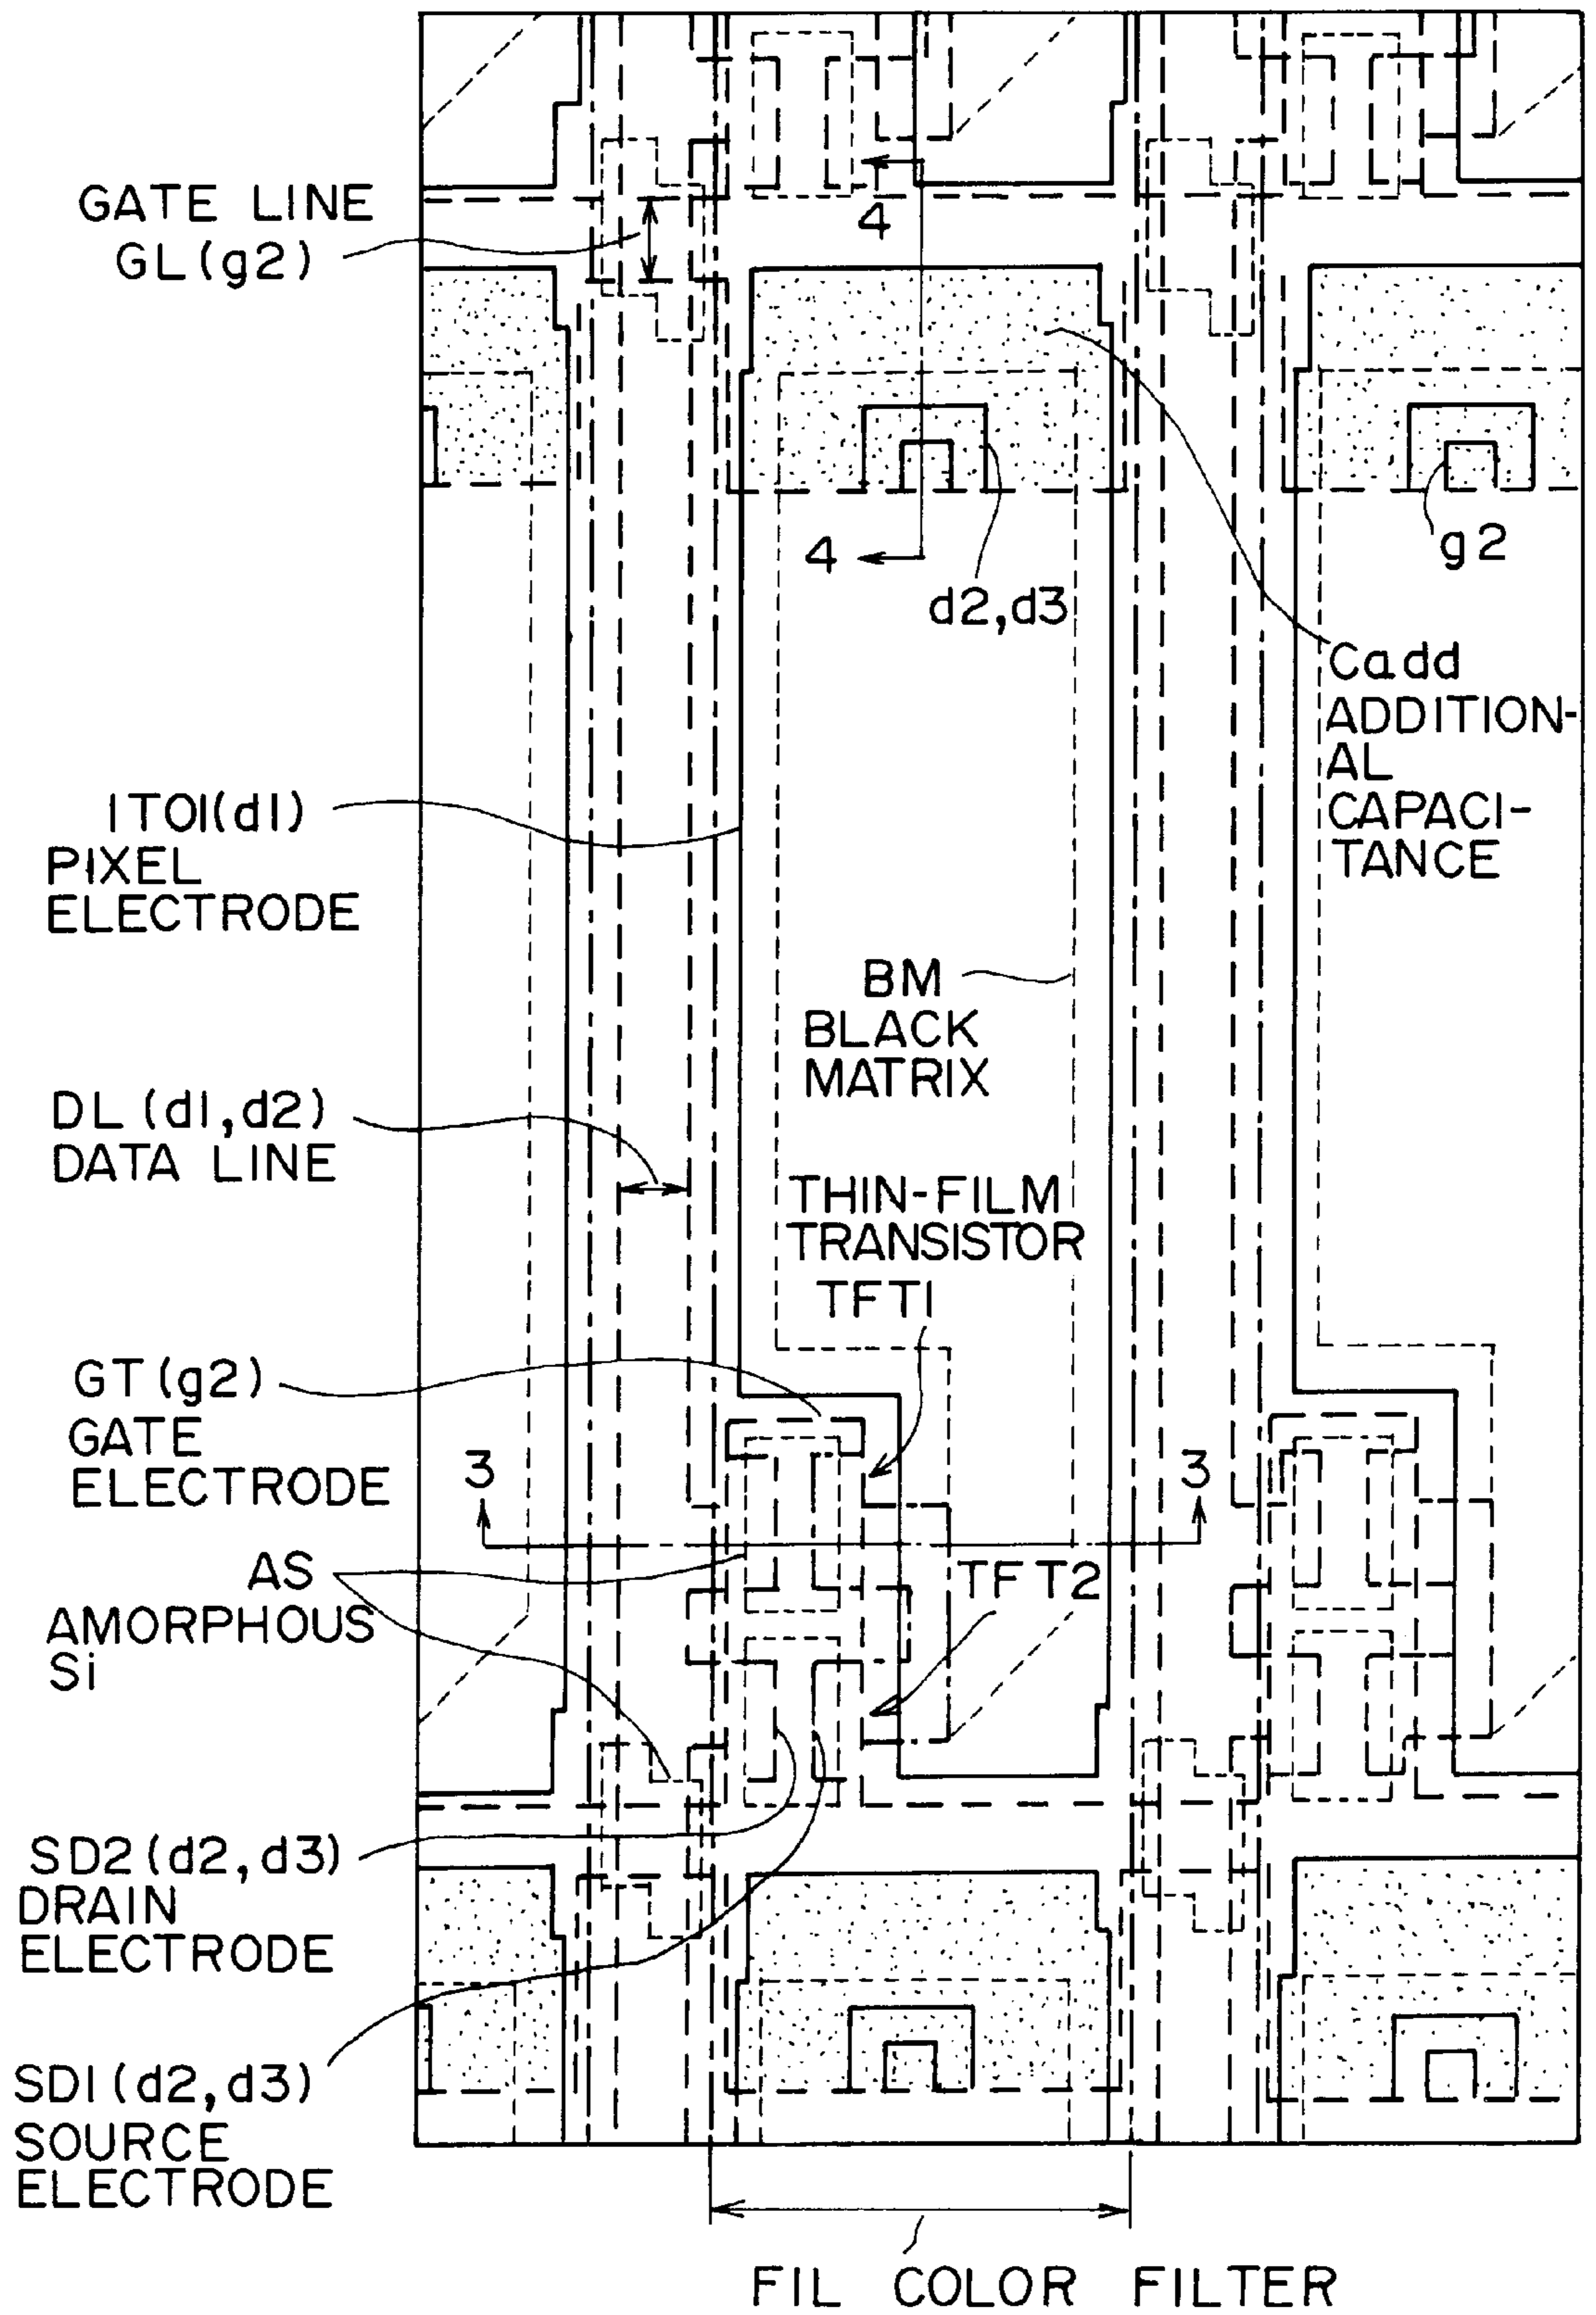 GATE LINE
GL(g2)
4
4
d2,d3
g2
Cadd
ADDITION-
AL
CAPACI-
TANCE
ITO1(d1)
PIXEL
ELECTRODE
BM
BLACK
MATRIX
DL(d1,d2)
DATA LINE
THIN-FILM
TRANSISTOR
TFT1
GT(g2)
GATE
ELECTRODE
3
3
AS
AMORPHOUS
Si
TFT2
SD2(d2,d3)
DRAIN
ELECTRODE
SD1(d2,d3)
SOURCE
ELECTRODE
FIL COLOR FILTER